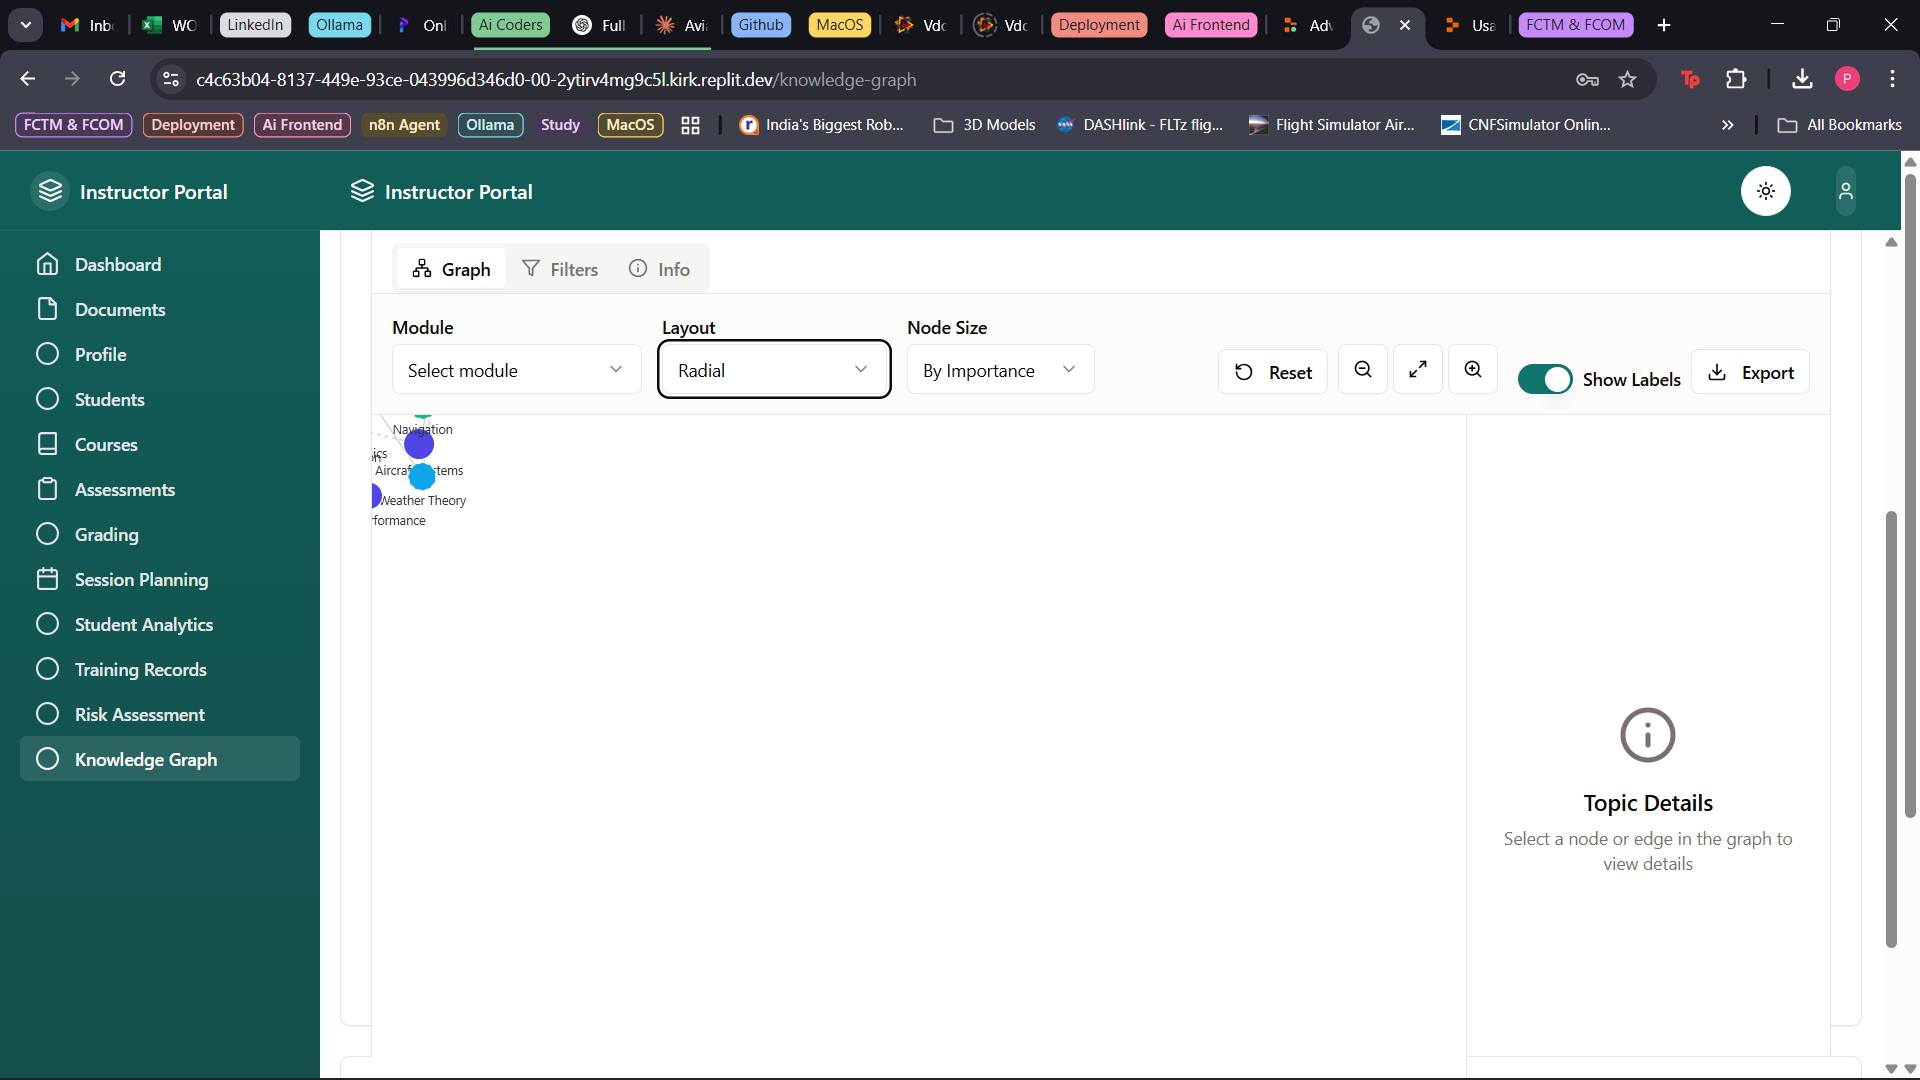 Inb
WO
LinkedIn
Ollama
Onl
Ai Coders
Full
Avi
Github
MacOS
Vdo
Vdc
Deployment
Ai Frontend
Adv
Usa
FCTM & FCOM
c4c63b04-8137-449e-93ce-043996d346d0-00-2ytirv4mg9c5l.kirk.replit.dev/knowledge-graph
Tp
P
FCTM & FCOM
Deployment
Ai Frontend
n8n Agent
Ollama
Study
MacOS
India's Biggest Rob...
3D Models
DASHlink - FLTz flig...
Flight Simulator Air...
CNFSimulator Onlin...
All Bookmarks
Instructor Portal
Instructor Portal
Dashboard
Documents
Profile
Students
Courses
Assessments
Grading
Session Planning
Student Analytics
Training Records
Risk Assessment
Knowledge Graph
Graph
Filters
Info
Module
Layout
Node Size
Select module
Radial
By Importance
Reset
Show Labels
Export
Navigation
ics
Weather Theory
rformance
Topic Details
Select a node or edge in the graph to
view details